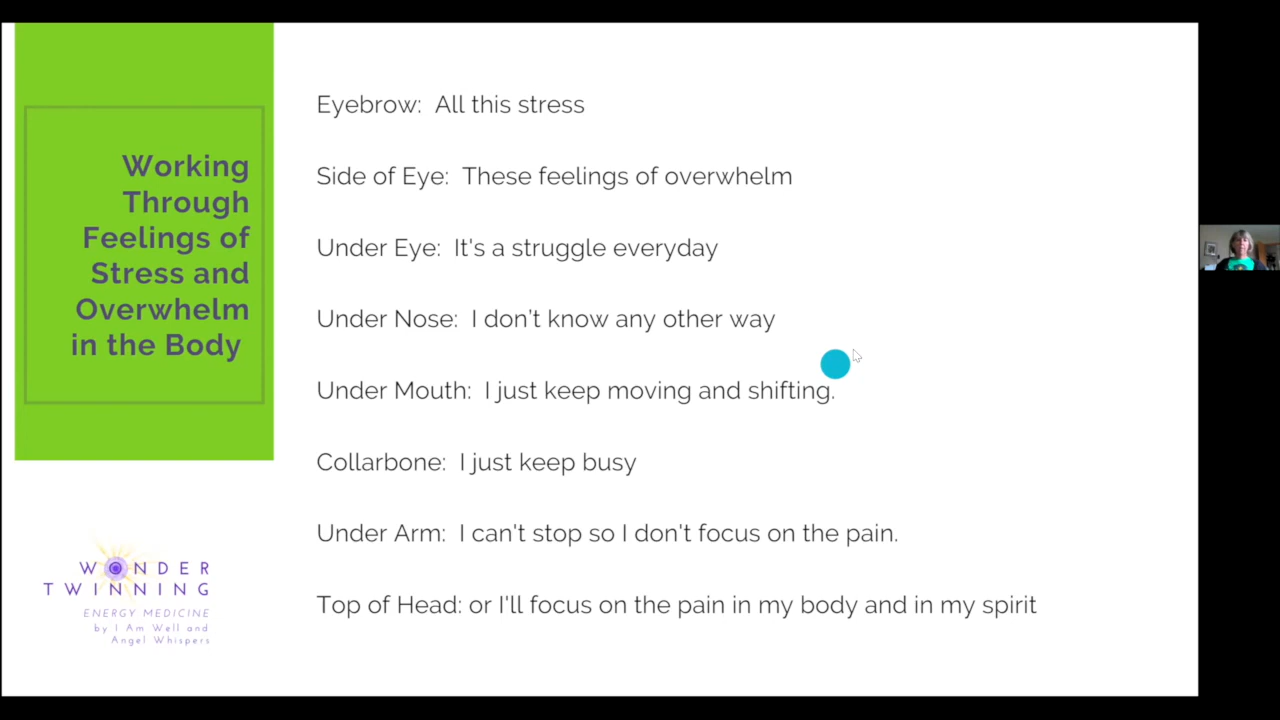 Working
Through
Feelings of
Stress and
Overwhelm
in the Body
Eyebrow: All this stress
Side of Eye: These feelings of overwhelm
Under Eye: It's a struggle everyday
Under Nose: I don't know any other way
Under Mouth: I just keep moving and shifting.
Collarbone: I just keep busy
Under Arm: I can't stop so I don't focus on the pain.
Top of Head: or I'll focus on the pain in my body and in my spirit
WONDER
TWINNING
ENERGY MEDICINE
by I Am Well and
Angel Whispers